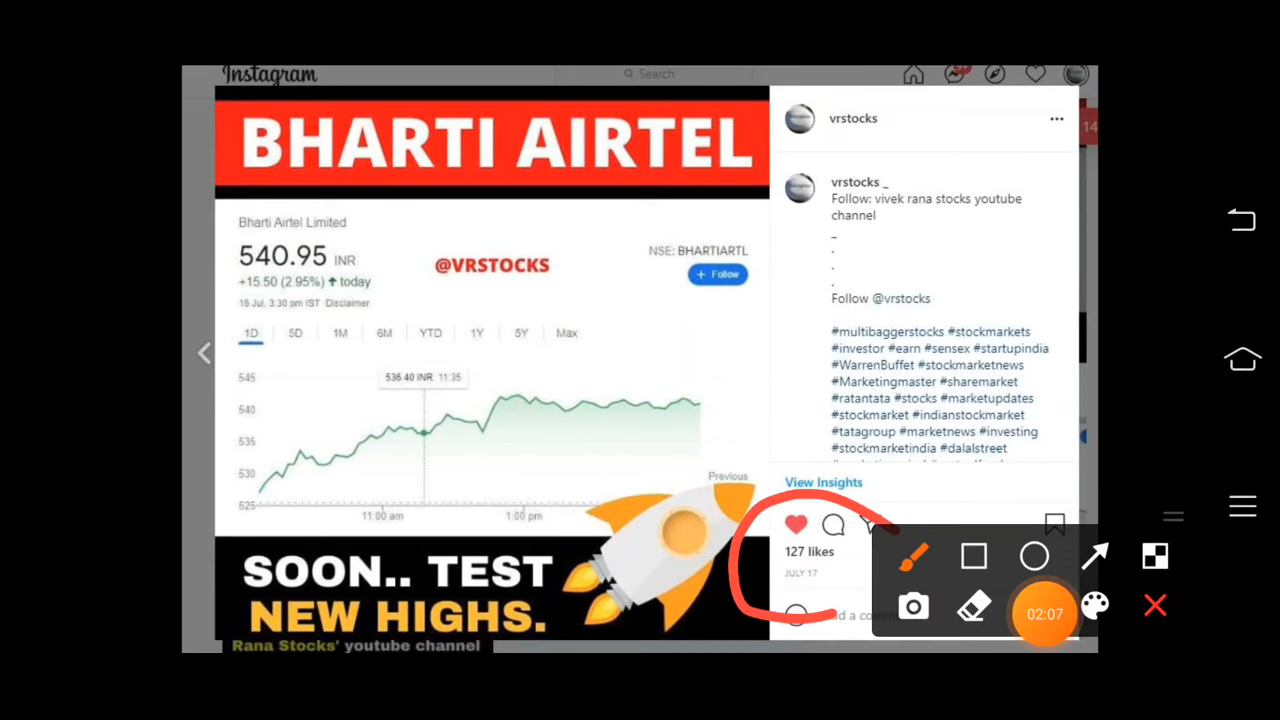 Instagram
Search
BHARTI AIRTEL
Bharti Airtel Limited
540.95 INR
+15.50 (2.95%) ↑ today
16 Jul, 3:30 pm IST · Disclaimer
@VRSTOCKS
NSE: BHARTIARTL
+ Follow
1D 5D 1M 6M YTD 1Y 5Y Max
536.40 INR 11:35
545
540
535
530
525
Previous
11:00 am 1:00 pm
SOON.. TEST
NEW HIGHS.
Rana Stocks' youtube channel
vrstocks
14
vrstocks _
Follow: vivek rana stocks youtube
channel
_
.
.
.
Follow @vrstocks
#multibaggerstocks #stockmarkets
#investor #earn #sensex #startupindia
#WarrenBuffet #stockmarketnews
#Marketingmaster #sharemarket
#ratantata #stocks #marketupdates
#stockmarket #indianstockmarket
#tatagroup #marketnews #investing
#stockmarketindia #dalalstreet
View Insights
127 likes
JULY 17
02:07